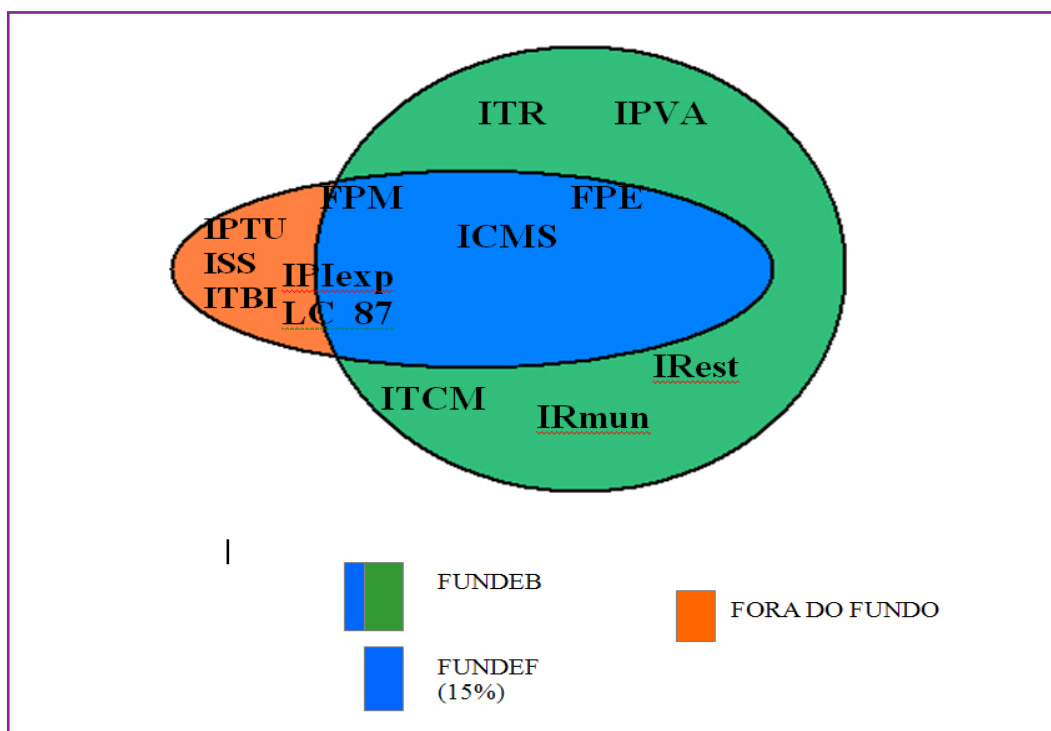 ITR IPVA
FPM FPE
IPTU ICMS
ISS IPIexp
ITBI LC 87
IRest
ITCM IRmun
FUNDEB
FORA DO FUNDO
FUNDEF
(15%)